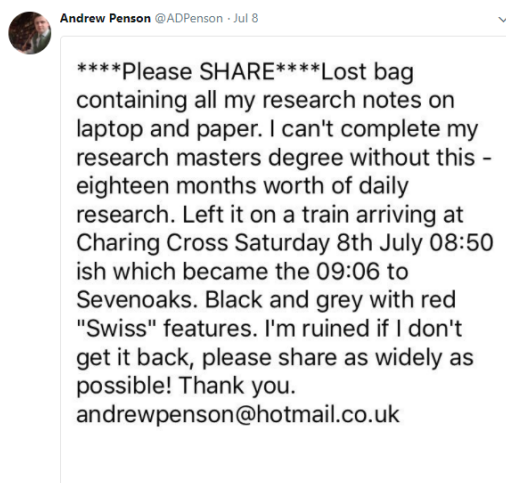 Andrew Penson @ADPenson · Jul 8
****Please SHARE****Lost bag
containing all my research notes on
laptop and paper. I can't complete my
research masters degree without this -
eighteen months worth of daily
research. Left it on a train arriving at
Charing Cross Saturday 8th July 08:50
ish which became the 09:06 to
Sevenoaks. Black and grey with red
"Swiss" features. I'm ruined if I don't
get it back, please share as widely as
possible! Thank you.
andrewpenson@hotmail.co.uk